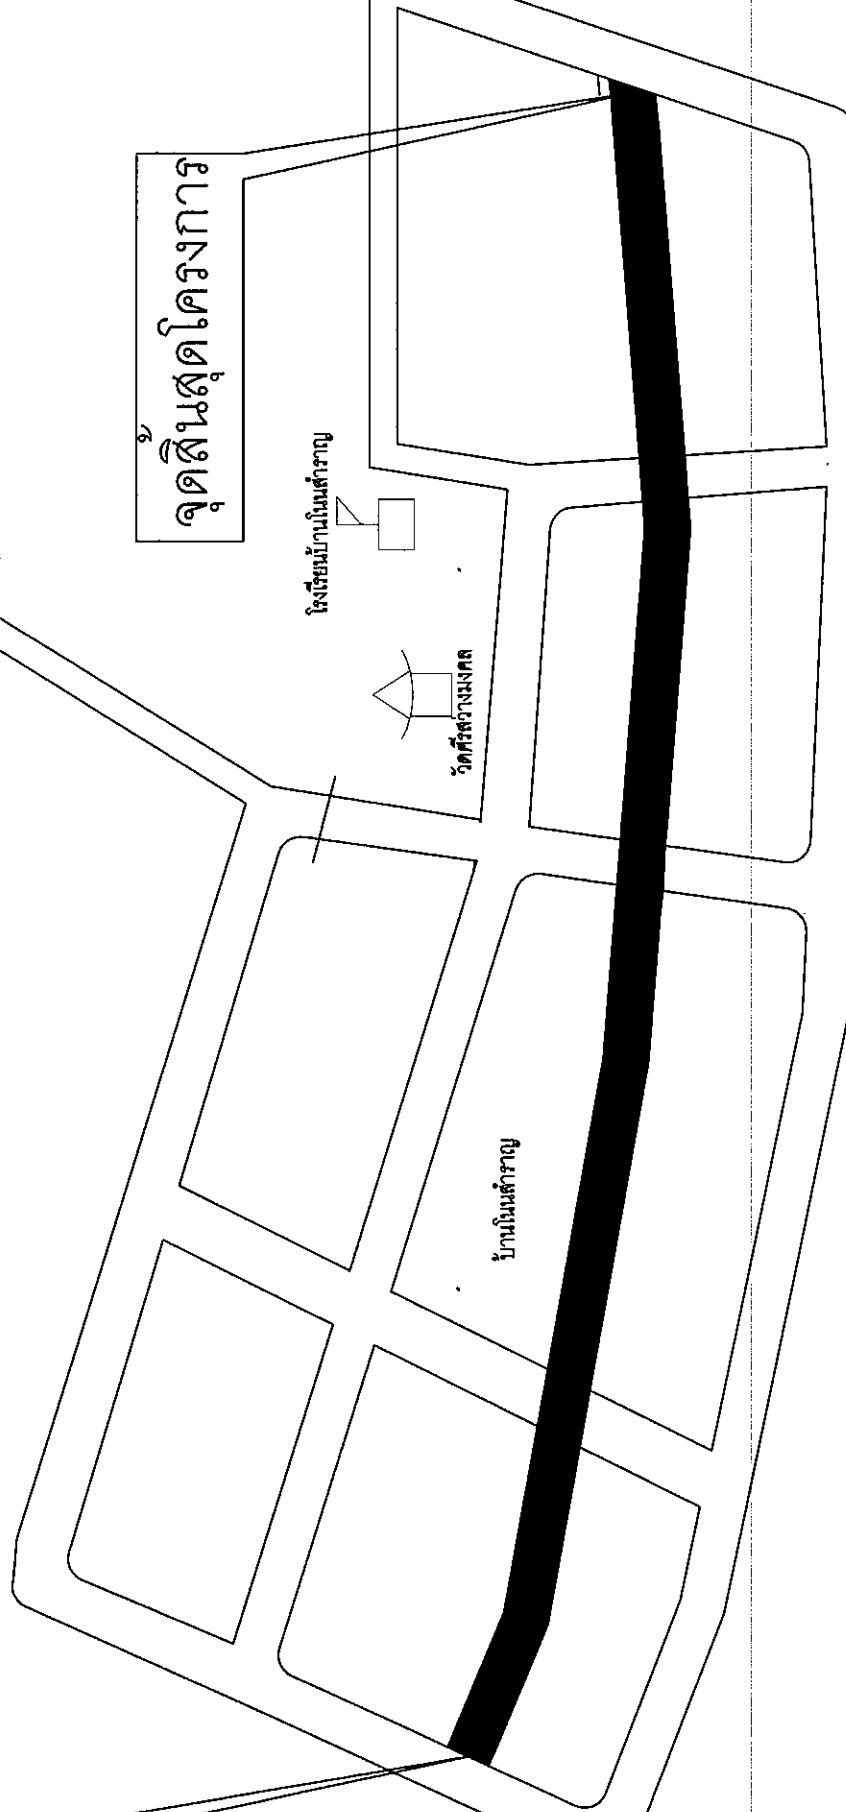 จุดสิ้นสุดโครงการ
โรงเรียนบ้านโนนสำราญ
วัดศรีสว่างมงคล
บ้านโนนสำราญ